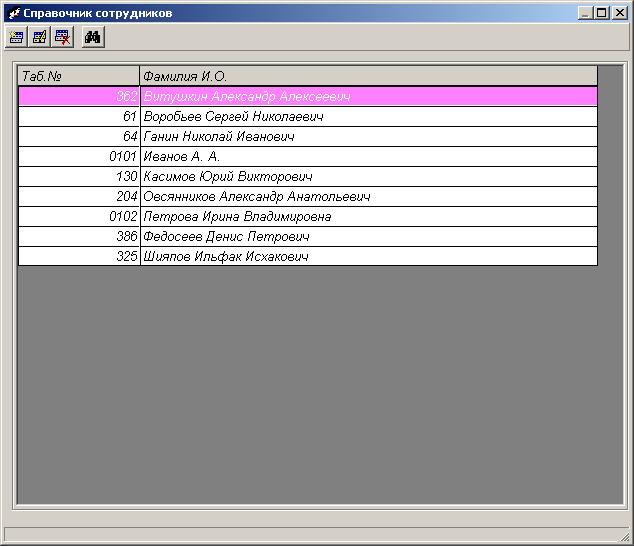 Справочник сотрудников
Таб.№ Фамилия И.О.
362 Витушкин Александр Алексеевич
61 Воробьев Сергей Николаевич
64 Ганин Николай Иванович
0101 Иванов А. А.
130 Касимов Юрий Викторович
204 Овсянников Александр Анатольевич
0102 Петрова Ирина Владимировна
386 Федосеев Денис Петрович
325 Шияпов Ильфак Исхакович